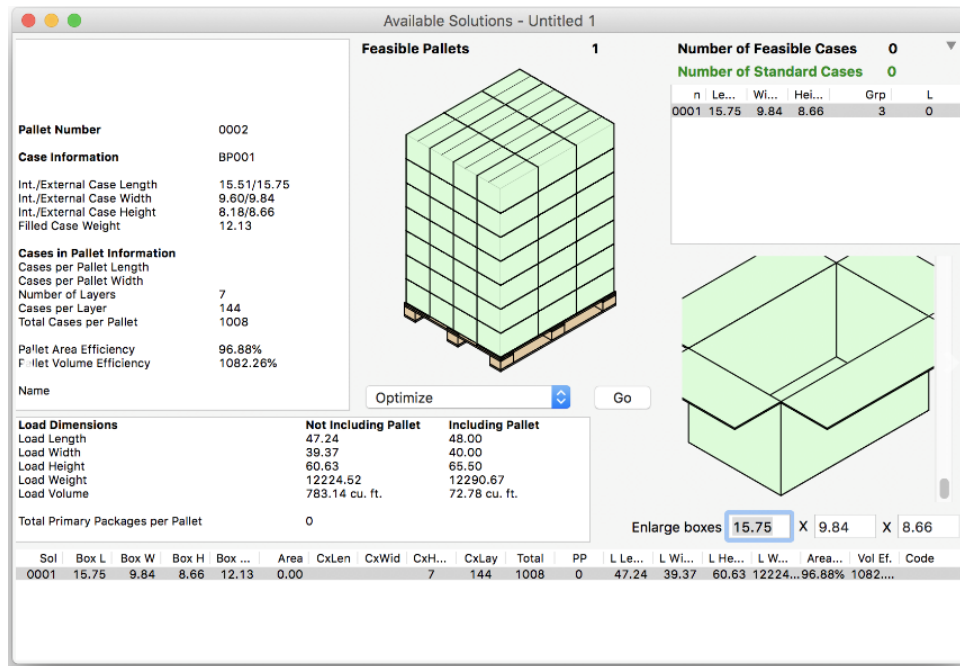 Available Solutions - Untitled 1
Pallet Number 0002
Case Information BP001
Int./External Case Length 15.51/15.75
Int./External Case Width 9.60/9.84
Int./External Case Height 8.18/8.66
Filled Case Weight 12.13
Cases in Pallet Information
Cases per Pallet Length
Cases per Pallet Width
Number of Layers 7
Cases per Layer 144
Total Cases per Pallet 1008
Pallet Area Efficiency 96.88%
Pallet Volume Efficiency 1082.26%
Name
Feasible Pallets 1
Optimize Go
Number of Feasible Cases 0
Number of Standard Cases 0
n Le... Wi... Hei... Grp L
0001 15.75 9.84 8.66 3 0
Load Dimensions Not Including Pallet Including Pallet
Load Length 47.24 48.00
Load Width 39.37 40.00
Load Height 60.63 65.50
Load Weight 12224.52 12290.67
Load Volume 783.14 cu. ft. 72.78 cu. ft.
Total Primary Packages per Pallet 0
Enlarge boxes 15.75 X 9.84 X 8.66
Sol Box L Box W Box H Box ... Area CxLen CxWid CxH... CxLay Total PP L Le... L Wi... L He... L W... Area... Vol Ef. Code
0001 15.75 9.84 8.66 12.13 0.00 7 144 1008 0 47.24 39.37 60.63 12224... 96.88% 1082....